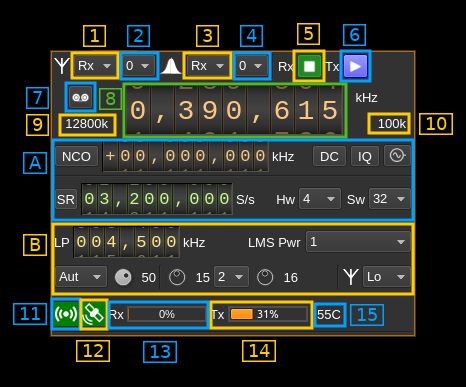 1 2 3 4 5 6
Rx 0 Rx 0 Rx Tx
7 8 0,390,615 kHz
9 12800k 100k 10
A NCO +00,000,000 kHz DC IQ
SR 03,200,000 S/s Hw 4 Sw 32
B LP 004,500 kHz LMS Pwr 1
Aut 50 15 2 16 Lo
11 Rx 0% Tx 31% 55C 15
12 13 14